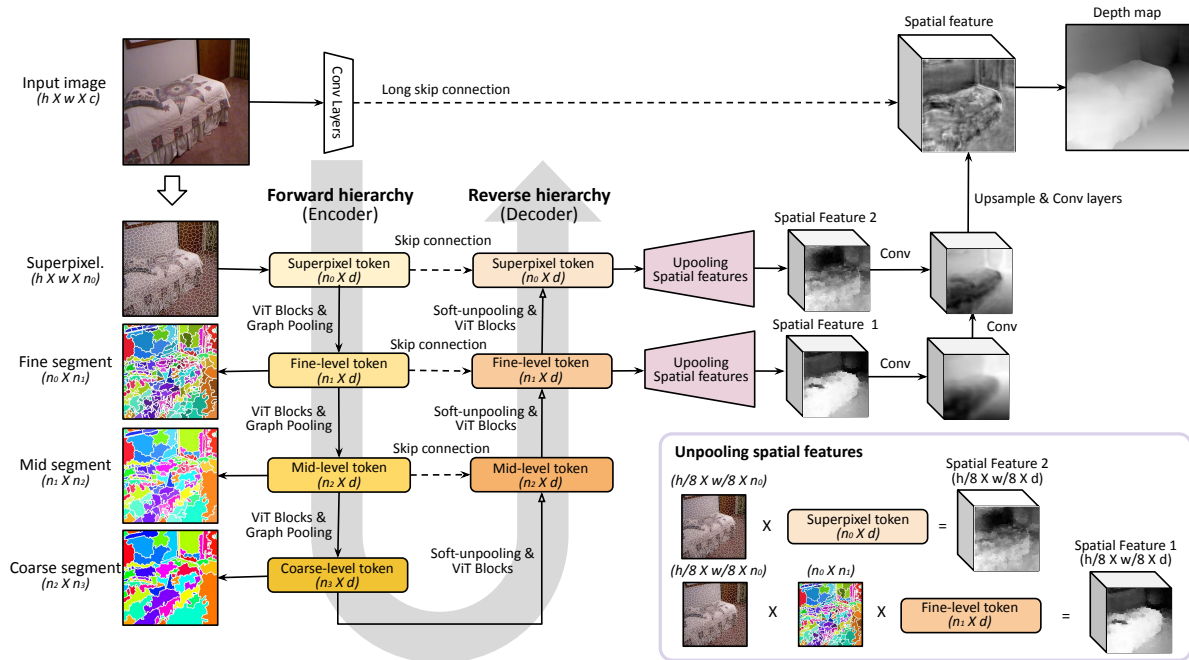 Input image
(h X w X c)
Conv Layers
Long skip connection
Spatial feature
Depth map
Forward hierarchy
(Encoder)
Reverse hierarchy
(Decoder)
Upsample & Conv layers
Superpixel.
(h X w X n₀)
Superpixel token
(n₀ X d)
Skip connection
Superpixel token
(n₀ X d)
Upooling
Spatial features
Spatial Feature 2
Conv
ViT Blocks &
Graph Pooling
Soft-unpooling &
ViT Blocks
Conv
Fine segment
(n₀ X n₁)
Fine-level token
(n₁ X d)
Skip connection
Fine-level token
(n₁ X d)
Upooling
Spatial features
Spatial Feature 1
Conv
ViT Blocks &
Graph Pooling
Soft-unpooling &
ViT Blocks
Mid segment
(n₁ X n₂)
Mid-level token
(n₂ X d)
Skip connection
Mid-level token
(n₂ X d)
ViT Blocks &
Graph Pooling
Soft-unpooling &
ViT Blocks
Coarse segment
(n₂ X n₃)
Coarse-level token
(n₃ X d)
Unpooling spatial features
(h/8 X w/8 X n₀)
X
Superpixel token
(n₀ X d)
=
Spatial Feature 2
(h/8 X w/8 X d)
(h/8 X w/8 X n₀)
X
(n₀ X n₁)
X
Fine-level token
(n₁ X d)
=
Spatial Feature 1
(h/8 X w/8 X d)